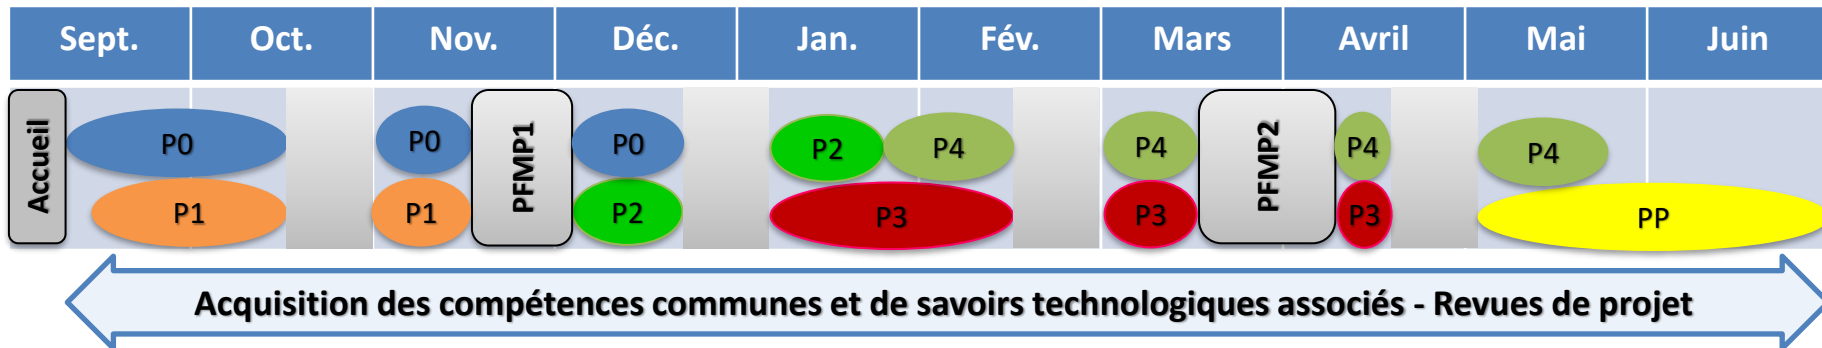 Sept. Oct. Nov. Déc. Jan. Fév. Mars Avril Mai Juin
Accueil
P0 P0 PFMP1 P0 P2 P4 P4 PFMP2 P4 P4
P1 P1 P2 P3 P3 P3 PP
Acquisition des compétences communes et de savoirs technologiques associés - Revues de projet